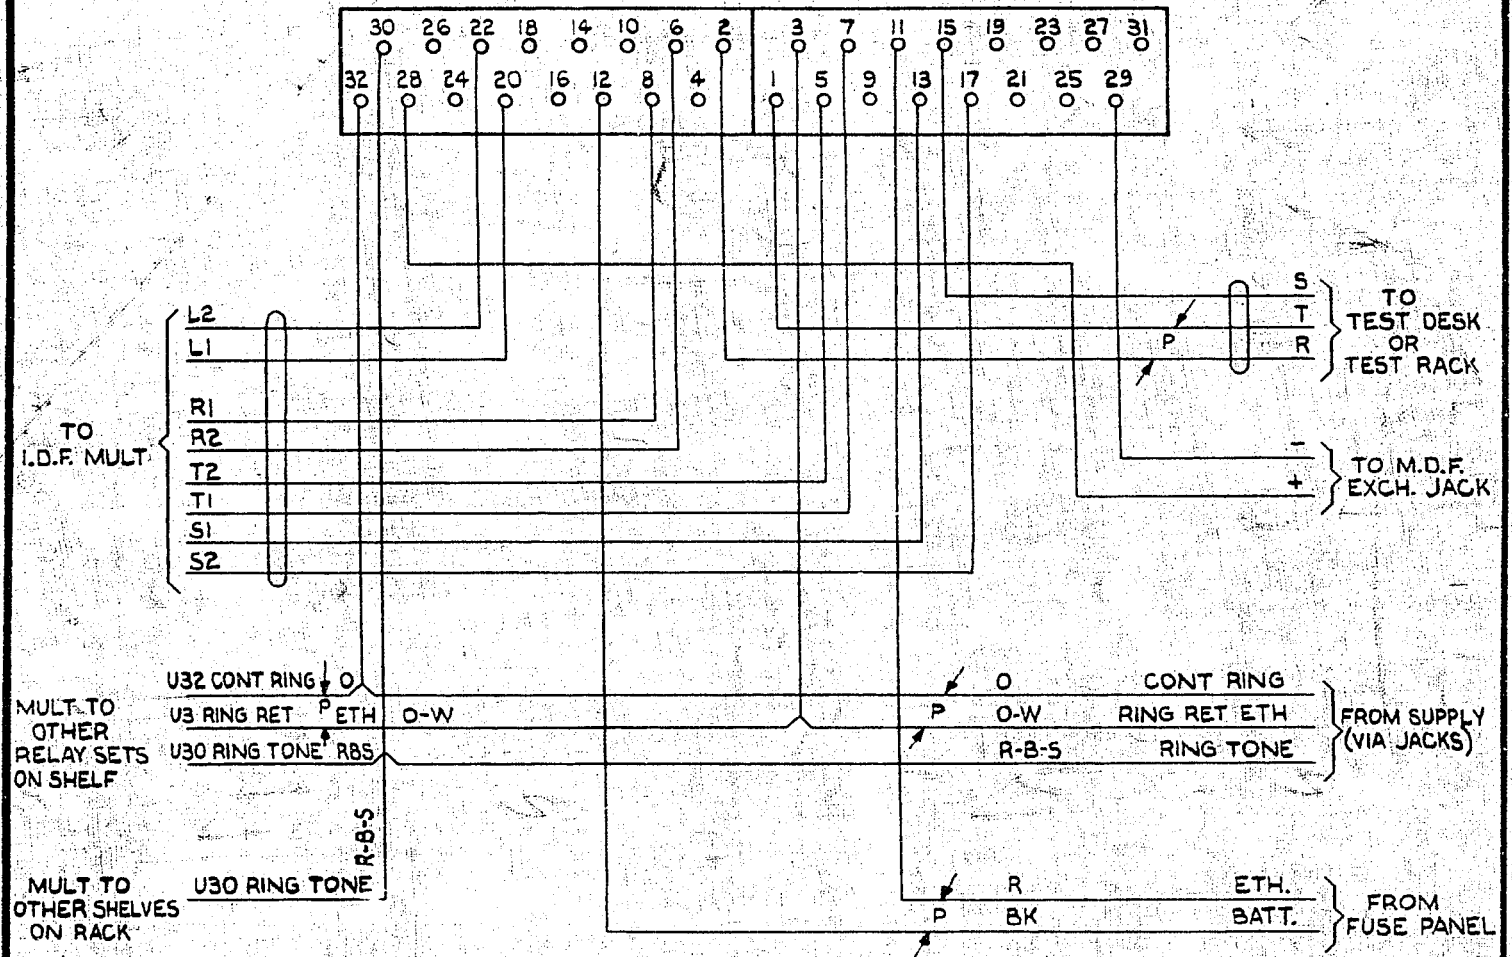 30 26 22 18 14 10 6 2 3 7 11 15 19 23 27 31
32 28 24 20 16 12 8 4 1 5 9 13 17 21 25 29
L2
L1
R1
R2
T2
T1
S1
S2
TO
I.D.F. MULT
S
T
P
R
TO
TEST DESK
OR
TEST RACK
-
+
TO M.D.F.
EXCH. JACK
MULT TO
OTHER
RELAY SETS
ON SHELF
U32 CONT RING O
U3 RING RET P ETH O-W
U30 RING TONE RBS
O CONT RING
P O-W RING RET ETH
R-B-S RING TONE
FROM SUPPLY
(VIA JACKS)
R-B-S
MULT TO
OTHER SHELVES
ON RACK
U30 RING TONE
R ETH.
P BK BATT.
FROM
FUSE PANEL